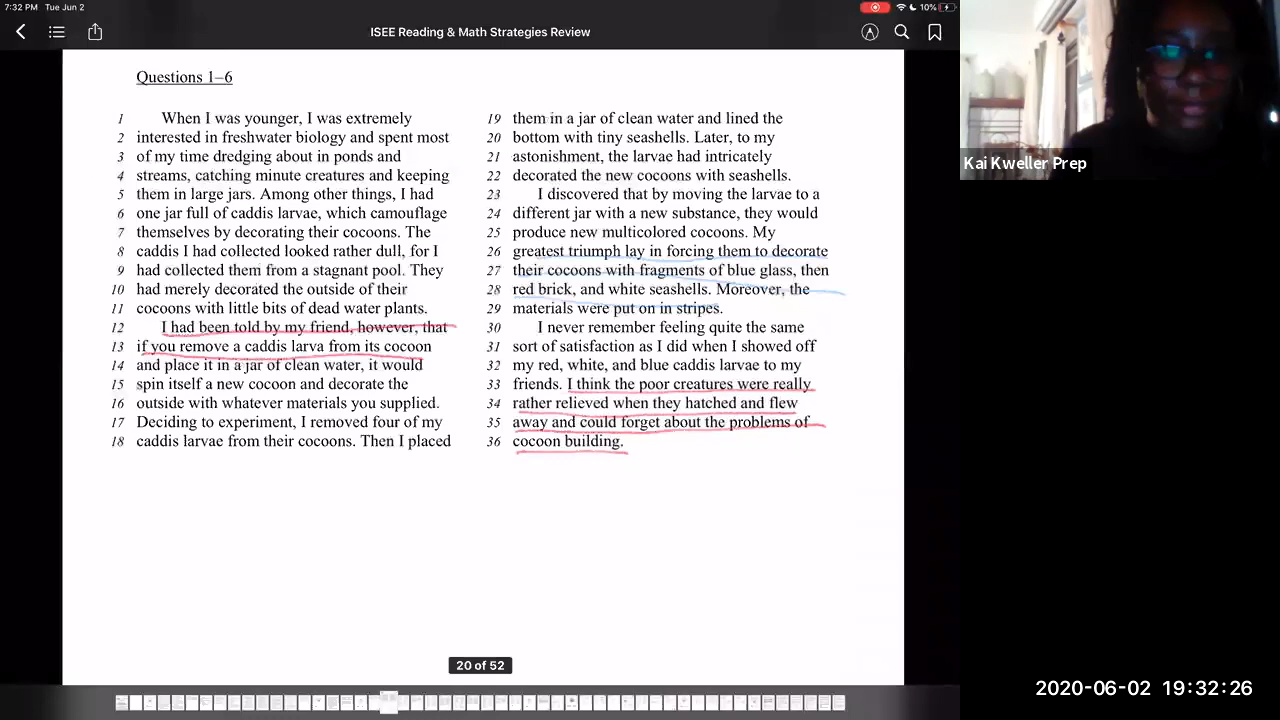 7:32 PM Tue Jun 2
10%
ISEE Reading & Math Strategies Review
Questions 1–6
1 When I was younger, I was extremely
2 interested in freshwater biology and spent most
3 of my time dredging about in ponds and
4 streams, catching minute creatures and keeping
5 them in large jars. Among other things, I had
6 one jar full of caddis larvae, which camouflage
7 themselves by decorating their cocoons. The
8 caddis I had collected looked rather dull, for I
9 had collected them from a stagnant pool. They
10 had merely decorated the outside of their
11 cocoons with little bits of dead water plants.
12 I had been told by my friend, however, that
13 if you remove a caddis larva from its cocoon
14 and place it in a jar of clean water, it would
15 spin itself a new cocoon and decorate the
16 outside with whatever materials you supplied.
17 Deciding to experiment, I removed four of my
18 caddis larvae from their cocoons. Then I placed
19 them in a jar of clean water and lined the
20 bottom with tiny seashells. Later, to my
21 astonishment, the larvae had intricately
22 decorated the new cocoons with seashells.
23 I discovered that by moving the larvae to a
24 different jar with a new substance, they would
25 produce new multicolored cocoons. My
26 greatest triumph lay in forcing them to decorate
27 their cocoons with fragments of blue glass, then
28 red brick, and white seashells. Moreover, the
29 materials were put on in stripes.
30 I never remember feeling quite the same
31 sort of satisfaction as I did when I showed off
32 my red, white, and blue caddis larvae to my
33 friends. I think the poor creatures were really
34 rather relieved when they hatched and flew
35 away and could forget about the problems of
36 cocoon building.
20 of 52
Kai Kweller Prep
2020-06-02 19:32:26